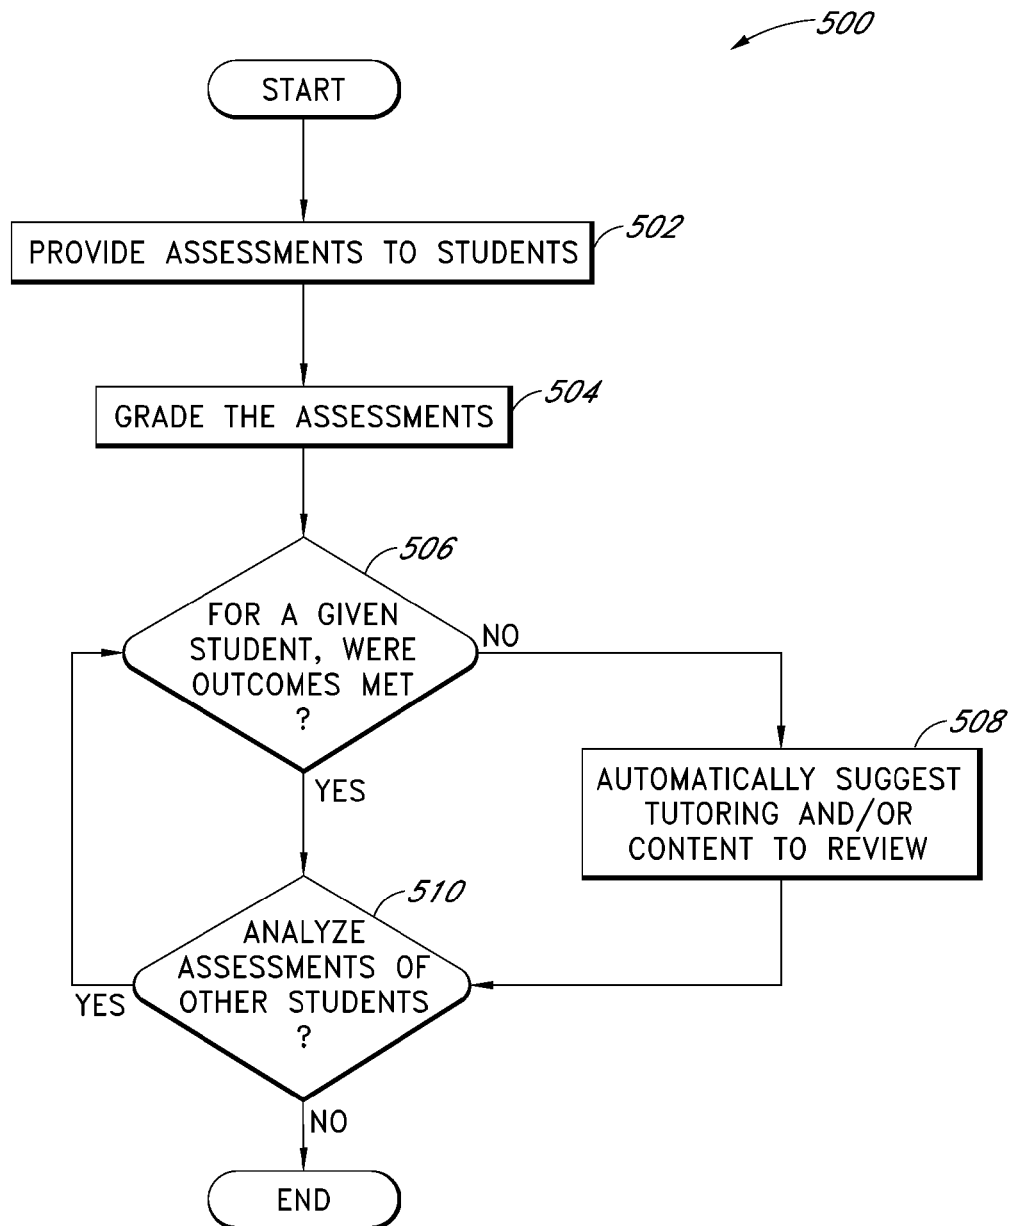 500
START
502
PROVIDE ASSESSMENTS TO STUDENTS
504
GRADE THE ASSESSMENTS
506
FOR A GIVEN
STUDENT, WERE
OUTCOMES MET
?
NO
YES
508
AUTOMATICALLY SUGGEST
TUTORING AND/OR
CONTENT TO REVIEW
510
ANALYZE
ASSESSMENTS OF
OTHER STUDENTS
?
YES
NO
END